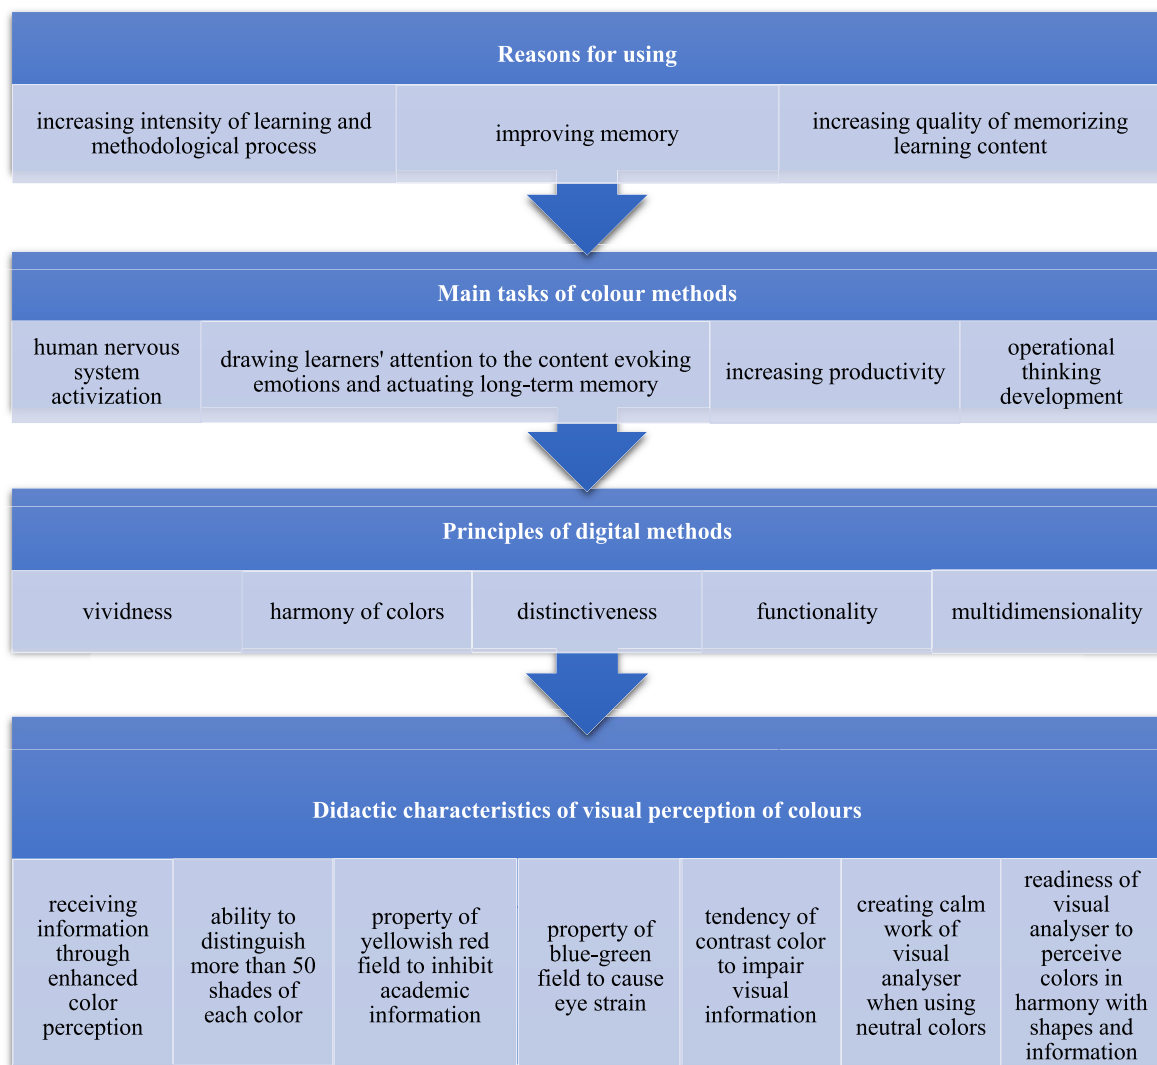 Reasons for using
increasing intensity of learning and
methodological process
improving memory
increasing quality of memorizing
learning content
Main tasks of colour methods
human nervous
system
activization
drawing learners' attention to the content evoking
emotions and actuating long-term memory
increasing productivity
operational
thinking
development
Principles of digital methods
vividness
harmony of colors
distinctiveness
functionality
multidimensionality
Didactic characteristics of visual perception of colours
receiving
information
through
enhanced
color
perception
ability to
distinguish
more than 50
shades of
each color
property of
yellowish red
field to inhibit
academic
information
property of
blue-green
field to cause
eye strain
tendency of
contrast color
to impair
visual
information
creating calm
work of
visual
analyser
when using
neutral colors
readiness of
visual
analyser to
perceive
colors in
harmony with
shapes and
information